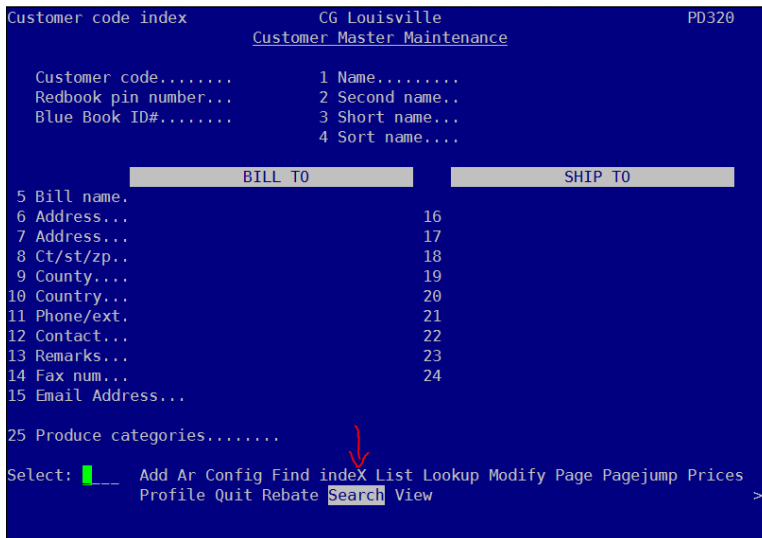 Customer code index CG Louisville PD320
Customer Master Maintenance
Customer code........ 1 Name.........
Redbook pin number... 2 Second name..
Blue Book ID#........ 3 Short name...
4 Sort name....
BILL TO SHIP TO
5 Bill name.
6 Address... 16
7 Address... 17
8 Ct/st/zp.. 18
9 County.... 19
10 Country... 20
11 Phone/ext. 21
12 Contact... 22
13 Remarks... 23
14 Fax num... 24
15 Email Address...
25 Produce categories........
Select: ___ Add Ar Config Find indeX List Lookup Modify Page Pagejump Prices
Profile Quit Rebate Search View >